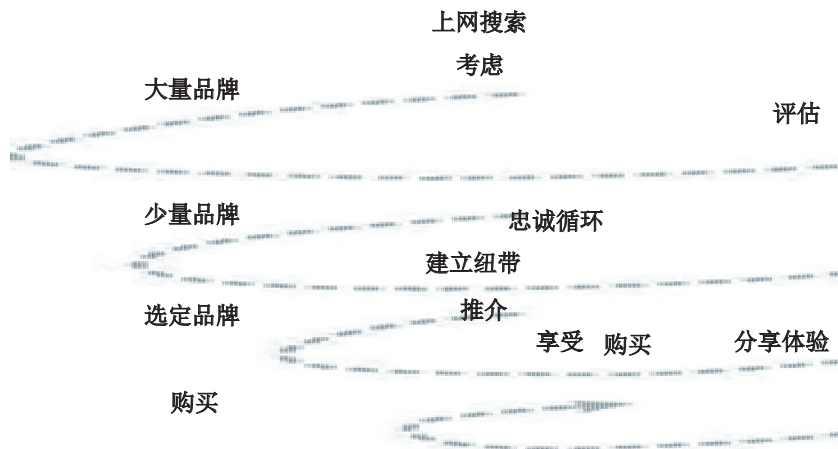 上网搜索
考虑
大量品牌
评估
少量品牌
忠诚循环
建立纽带
选定品牌
推介
享受
购买
分享体验
购买